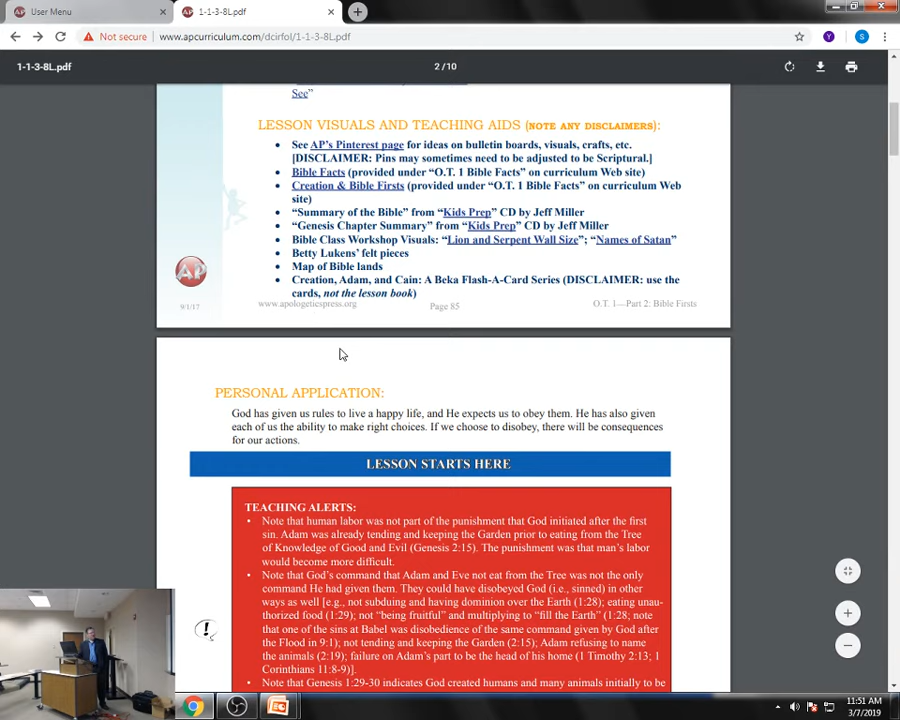 User Menu
1-1-3-8L.pdf
Not secure
www.apcurriculum.com/dcirfol/1-1-3-8L.pdf
Y
S
1-1-3-8L.pdf
2 / 10
See”
LESSON VISUALS AND TEACHING AIDS (NOTE ANY DISCLAIMERS):
• See AP’s Pinterest page for ideas on bulletin boards, visuals, crafts, etc.
[DISCLAIMER: Pins may sometimes need to be adjusted to be Scriptural.]
• Bible Facts (provided under “O.T. 1 Bible Facts” on curriculum Web site)
• Creation & Bible Firsts (provided under “O.T. 1 Bible Facts” on curriculum Web
site)
• “Summary of the Bible” from “Kids Prep” CD by Jeff Miller
• “Genesis Chapter Summary” from “Kids Prep” CD by Jeff Miller
• Bible Class Workshop Visuals: “Lion and Serpent Wall Size”; “Names of Satan”
• Betty Lukens’ felt pieces
• Map of Bible lands
• Creation, Adam, and Cain: A Beka Flash-A-Card Series (DISCLAIMER: use the
cards, not the lesson book)
AP
9/1/17
www.apologeticspress.org
Page 85
O.T. 1—Part 2: Bible Firsts
PERSONAL APPLICATION:
God has given us rules to live a happy life, and He expects us to obey them. He has also given
each of us the ability to make right choices. If we choose to disobey, there will be consequences
for our actions.
LESSON STARTS HERE
TEACHING ALERTS:
• Note that human labor was not part of the punishment that God initiated after the first
sin. Adam was already tending and keeping the Garden prior to eating from the Tree
of Knowledge of Good and Evil (Genesis 2:15). The punishment was that man’s labor
would become more difficult.
• Note that God’s command that Adam and Eve not eat from the Tree was not the only
command He had given them. They could have disobeyed God (i.e., sinned) in other
ways as well [e.g., not subduing and having dominion over the Earth (1:28); eating unau-
thorized food (1:29); not “being fruitful” and multiplying to “fill the Earth” (1:28; note
that one of the sins at Babel was disobedience of the same command given by God after
the Flood in 9:1); not tending and keeping the Garden (2:15); Adam refusing to name
the animals (2:19); failure on Adam’s part to be the head of his home (1 Timothy 2:13; 1
Corinthians 11:8-9)].
• Note that Genesis 1:29-30 indicates God created humans and many animals initially to be
11:51 AM
3/7/2019